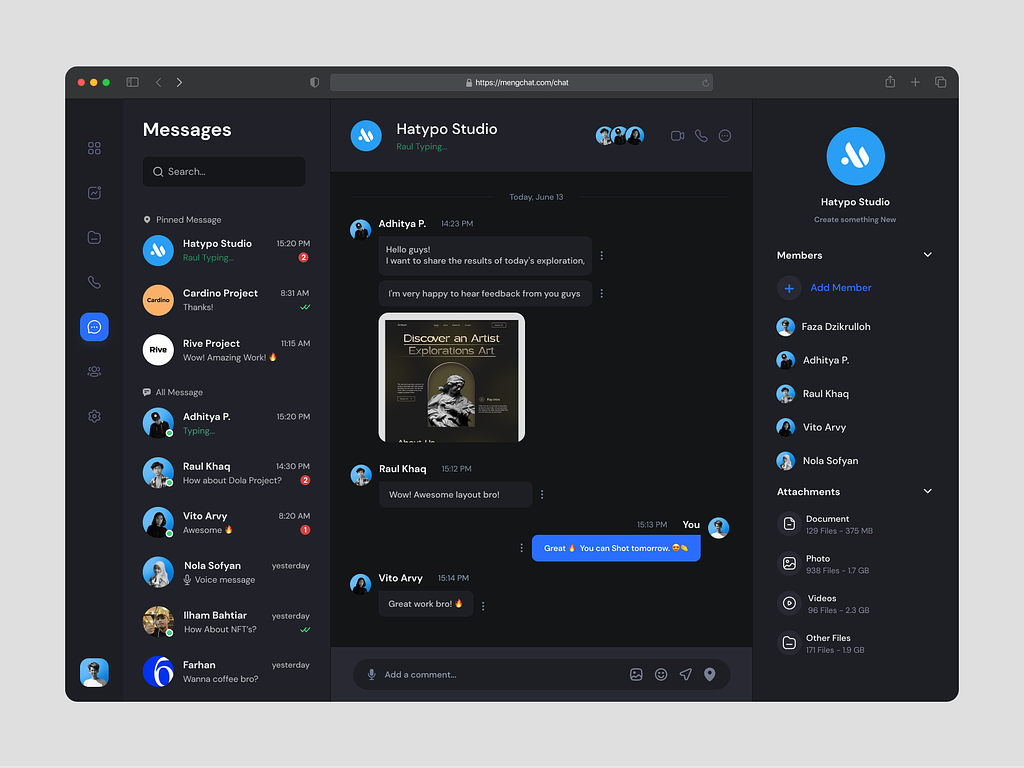 https://mengchat.com/chat
Messages
Search...
Pinned Message
Hatypo Studio
15:20 PM
Raul Typing...
2
Cardino
Cardino Project
8:31 AM
Thanks!
Rive
Rive Project
11:15 AM
Wow! Amazing Work! 🔥
All Message
Adhitya P.
15:20 PM
Typing...
Raul Khaq
14:30 PM
How about Dola Project?
2
Vito Arvy
8:20 AM
Awesome 🔥
1
Nola Sofyan
yesterday
Voice message
Ilham Bahtiar
yesterday
How About NFT's?
Farhan
yesterday
Wanna coffee bro?
Hatypo Studio
Raul Typing...
Today, June 13
Adhitya P.
14:23 PM
Hello guys!
I want to share the results of today's exploration,
I'm very happy to hear feedback from you guys
Discover an Artist
Explorations Art
About Us
Raul Khaq
15:12 PM
Wow! Awesome layout bro!
15:13 PM
You
Great 🔥 You can Shot tomorrow. 😍👏
Vito Arvy
15:14 PM
Great work bro! 🔥
Add a comment...
Hatypo Studio
Create something New
Members
Add Member
Faza Dzikrulloh
Adhitya P.
Raul Khaq
Vito Arvy
Nola Sofyan
Attachments
Document
129 Files - 375 MB
Photo
938 Files - 1.7 GB
Videos
96 Files - 2.3 GB
Other Files
171 Files - 1.9 GB